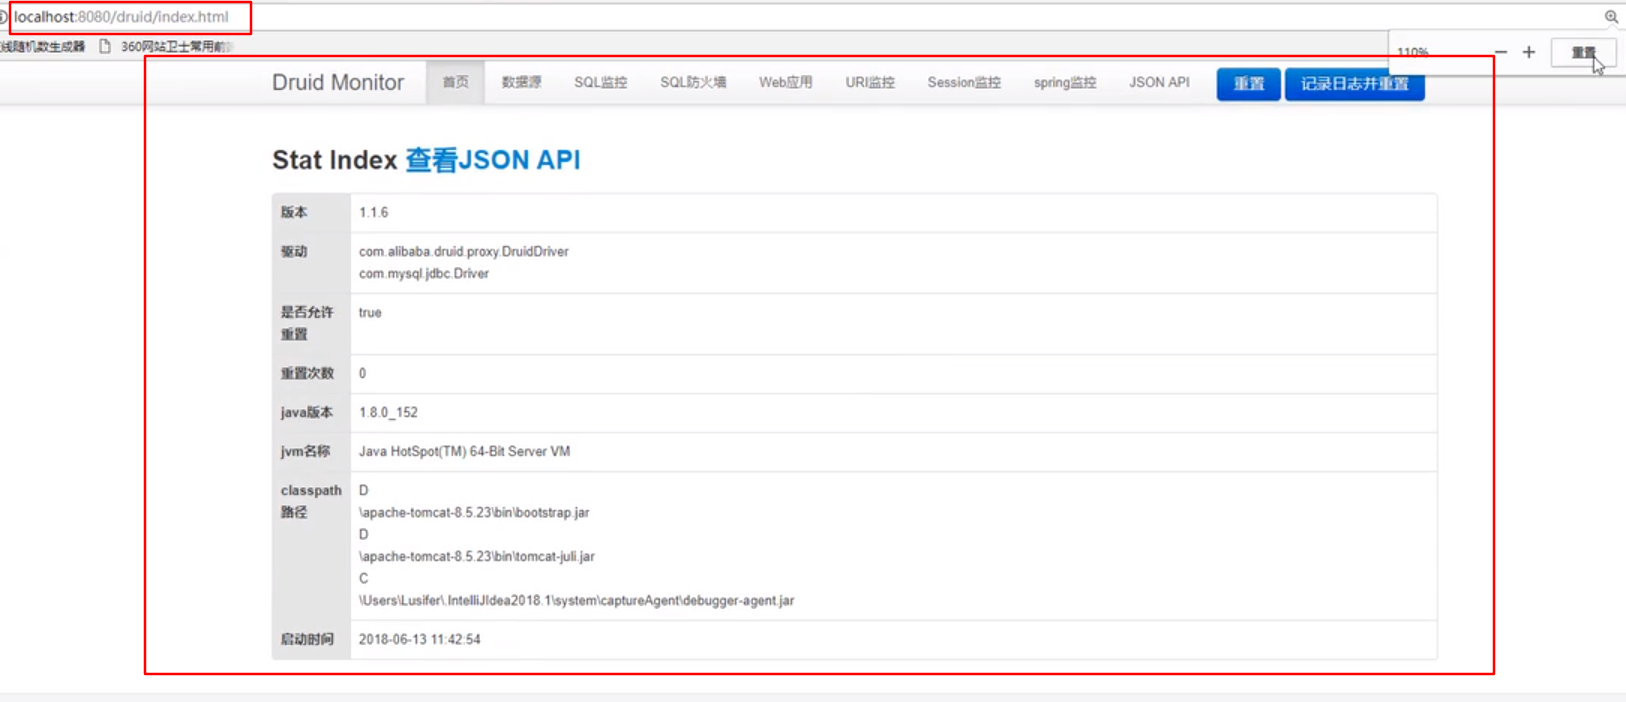 localhost:8080/druid/index.html
线随机数生成器 360网站卫士常用前
110% − + 重置
Druid Monitor 首页 数据源 SQL监控 SQL防火墙 Web应用 URI监控 Session监控 spring监控 JSON API 重置 记录日志并重置
Stat Index 查看JSON API
版本 1.1.6
驱动 com.alibaba.druid.proxy.DruidDriver
com.mysql.jdbc.Driver
是否允许 true
重置
重置次数 0
java版本 1.8.0_152
jvm名称 Java HotSpot(TM) 64-Bit Server VM
classpath D
路径 \apache-tomcat-8.5.23\bin\bootstrap.jar
D
\apache-tomcat-8.5.23\bin\tomcat-juli.jar
C
\Users\Lusifer\.IntelliJIdea2018.1\system\captureAgent\debugger-agent.jar
启动时间 2018-06-13 11:42:54